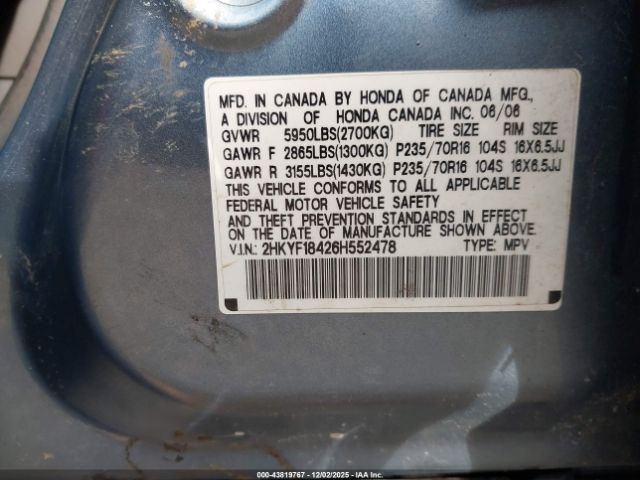 MFD. IN CANADA BY HONDA OF CANADA MFG.,
A DIVISION OF HONDA CANADA INC. 06/06
GVWR 5950LBS(2700KG) TIRE SIZE RIM SIZE
GAWR F 2865LBS(1300KG) P235/70R16 104S 16X6.5JJ
GAWR R 3155LBS(1430KG) P235/70R16 104S 16X6.5JJ
THIS VEHICLE CONFORMS TO ALL APPLICABLE
FEDERAL MOTOR VEHICLE SAFETY
AND THEFT PREVENTION STANDARDS IN EFFECT
ON THE DATE OF MANUFACTURE SHOWN ABOVE.
V.I.N.: 2HKYF18426H552478 TYPE: MPV
000-43819767 * 12/02/2025 * IAAI.COM